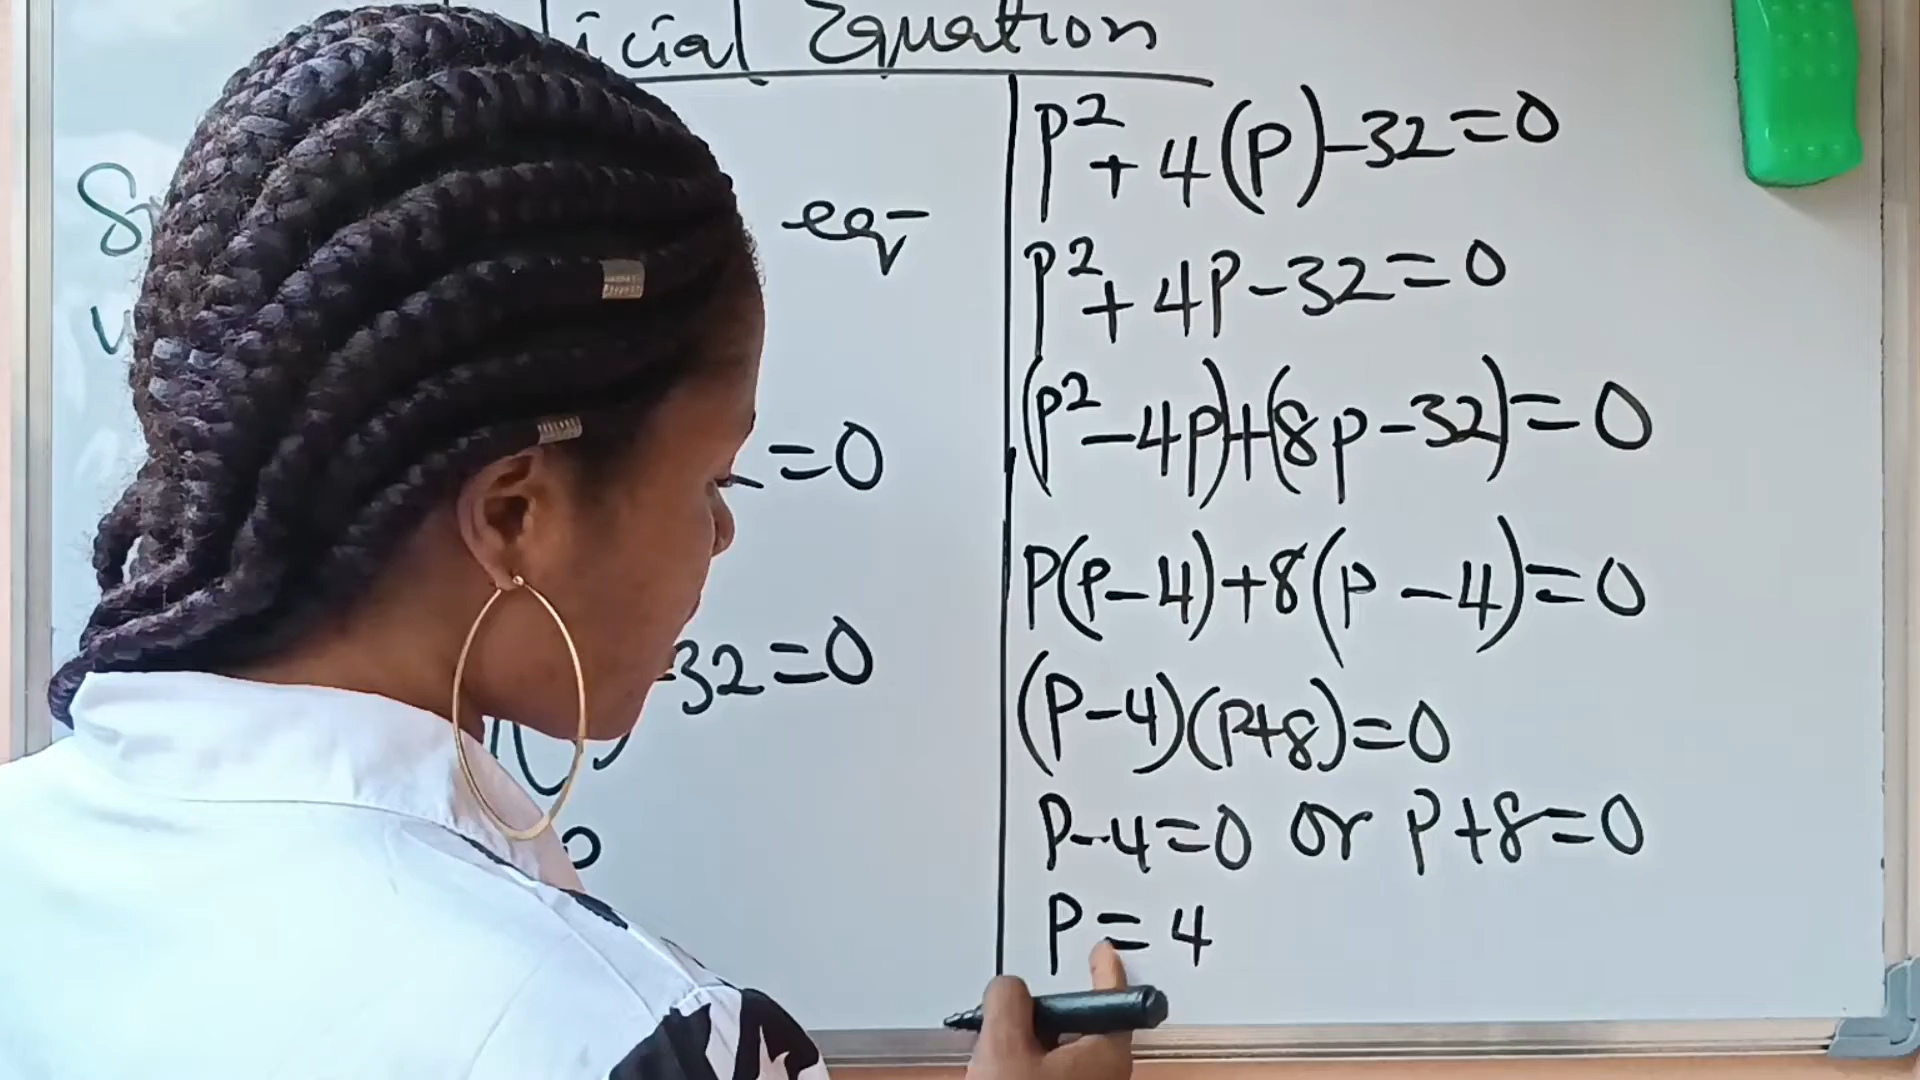 Equation
eq
=0
-32=0
P²+4(P)-32=0
P²+4P-32=0
(P²-4P)+(8P-32)=0
P(P-4)+8(P-4)=0
(P-4)(P+8)=0
P-4=0 or P+8=0
P=4